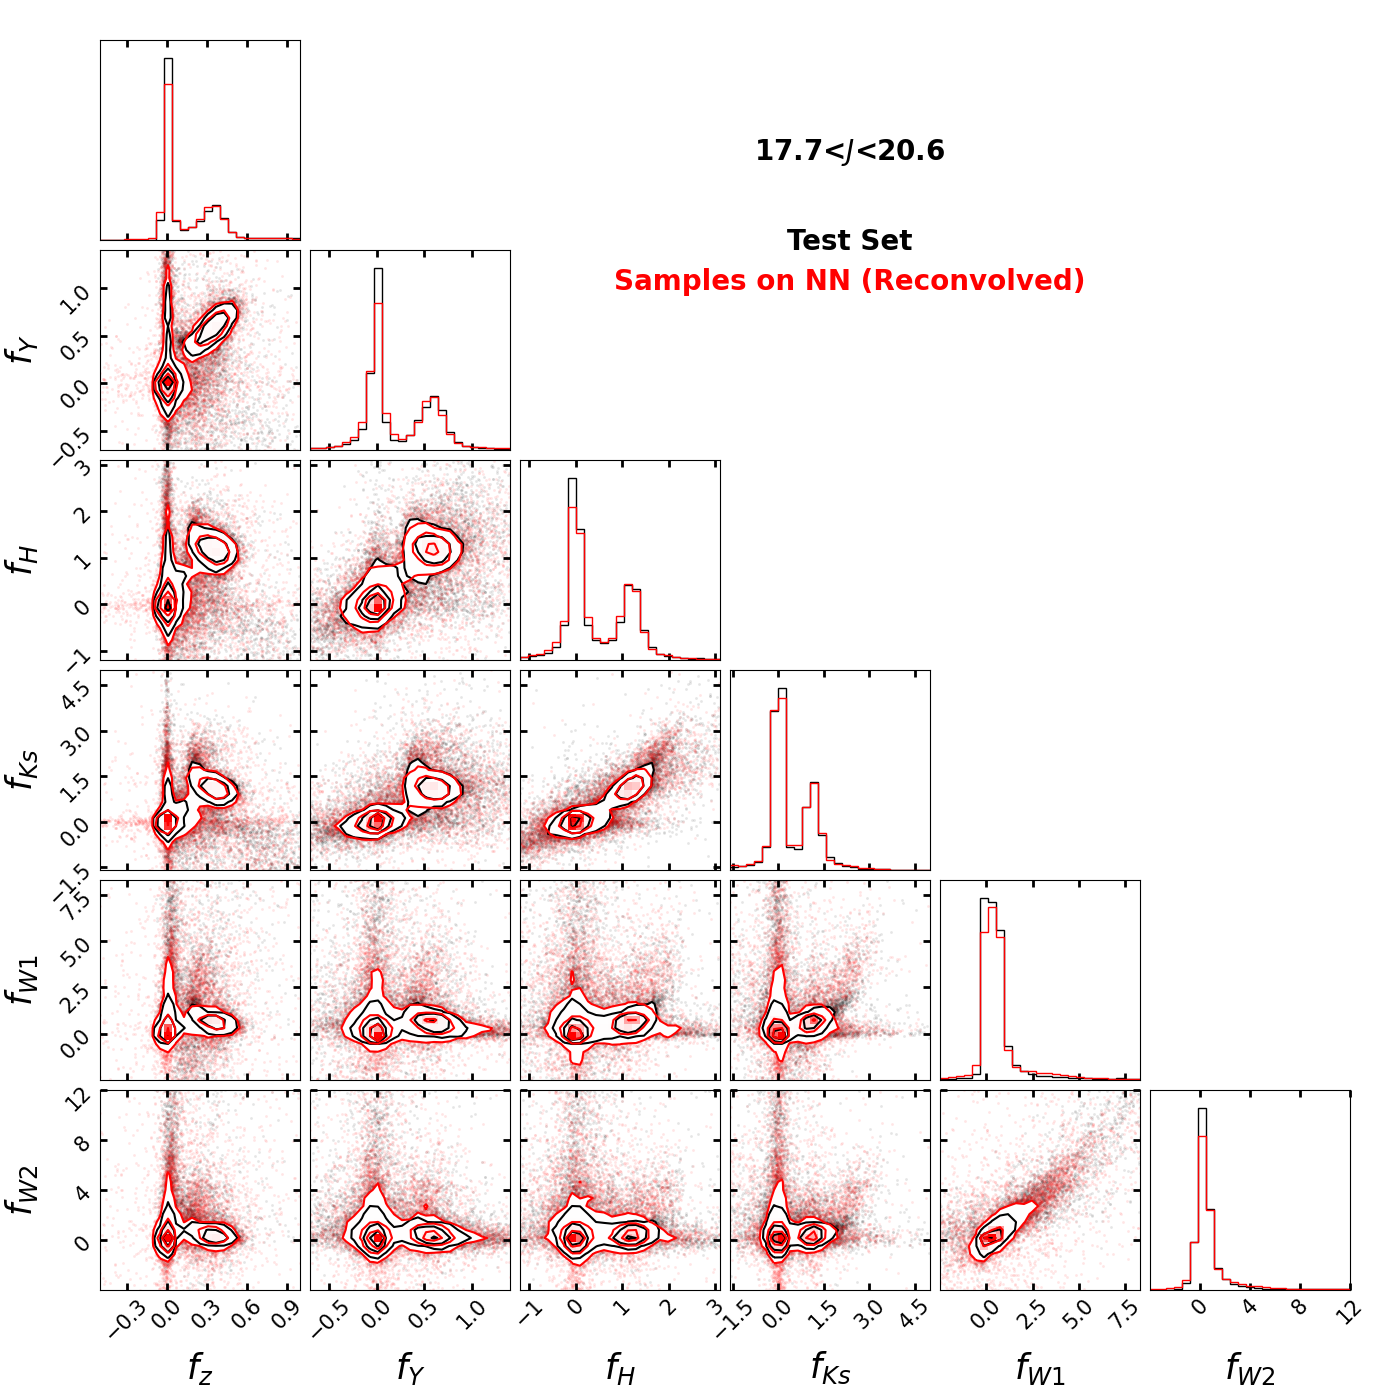 17.7<J<20.6
Test Set
Samples on NN (Reconvolved)
f_Y
1.0
0.5
0.0
−0.5
f_H
3
2
1
0
−1
f_Ks
4.5
3.0
1.5
0.0
−1.5
f_W1
7.5
5.0
2.5
0.0
f_W2
12
8
4
0
−0.3 0.0 0.3 0.6 0.9
−0.5 0.0 0.5 1.0
−1 0 1 2 3
−1.5 0.0 1.5 3.0 4.5
0.0 2.5 5.0 7.5
0 4 8 12
f_z f_Y f_H f_Ks f_W1 f_W2